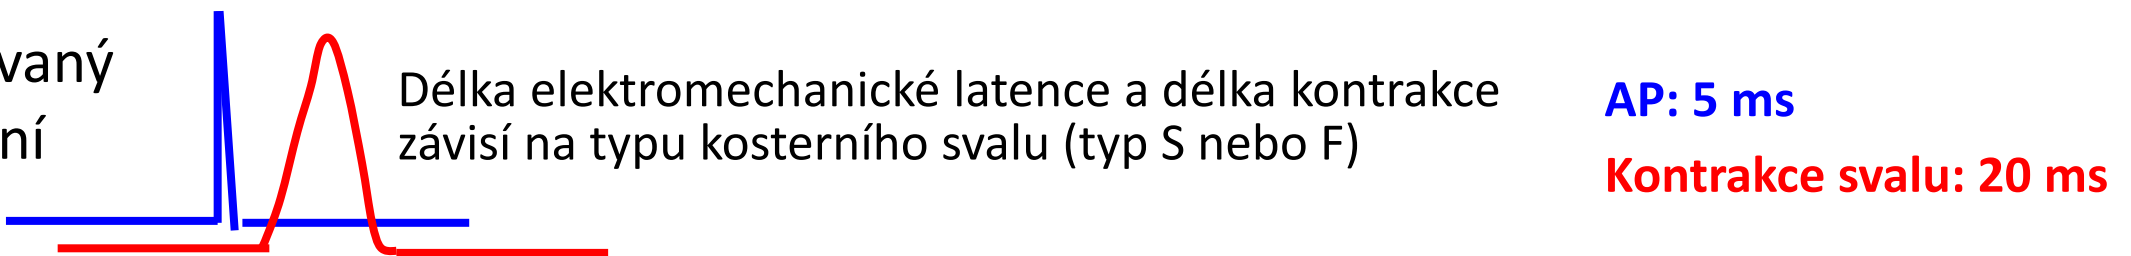 vaný
ní
Délka elektromechanické latence a délka kontrakce
závisí na typu kosterního svalu (typ S nebo F)
AP: 5 ms
Kontrakce svalu: 20 ms